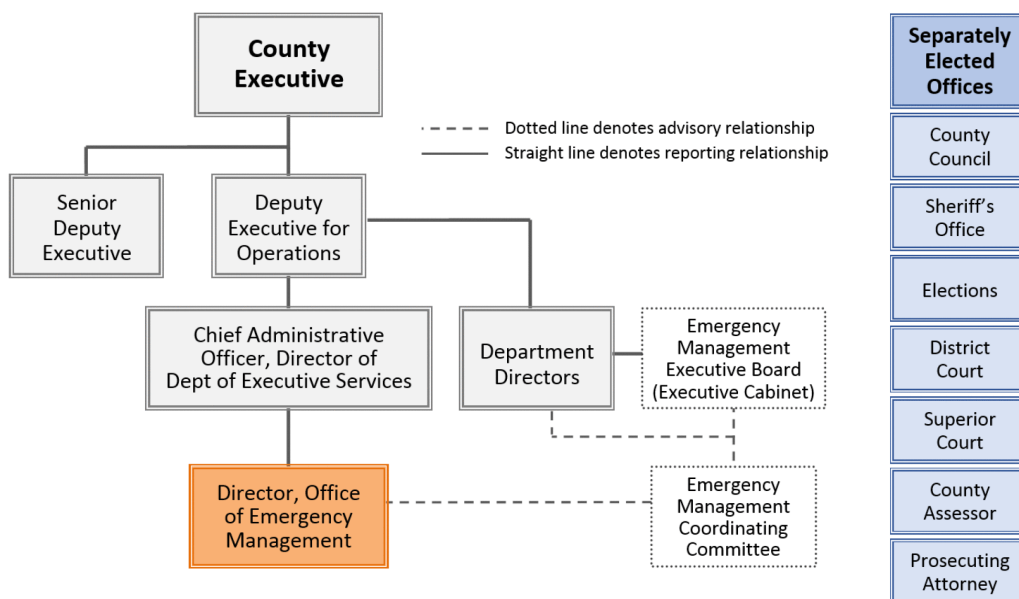 County
Executive
Dotted line denotes advisory relationship
Straight line denotes reporting relationship
Senior
Deputy
Executive
Deputy
Executive for
Operations
Chief Administrative
Officer, Director of
Dept of Executive Services
Department
Directors
Emergency
Management
Executive Board
(Executive Cabinet)
Director, Office
of Emergency
Management
Emergency
Management
Coordinating
Committee
Separately
Elected
Offices
County
Council
Sheriff’s
Office
Elections
District
Court
Superior
Court
County
Assessor
Prosecuting
Attorney